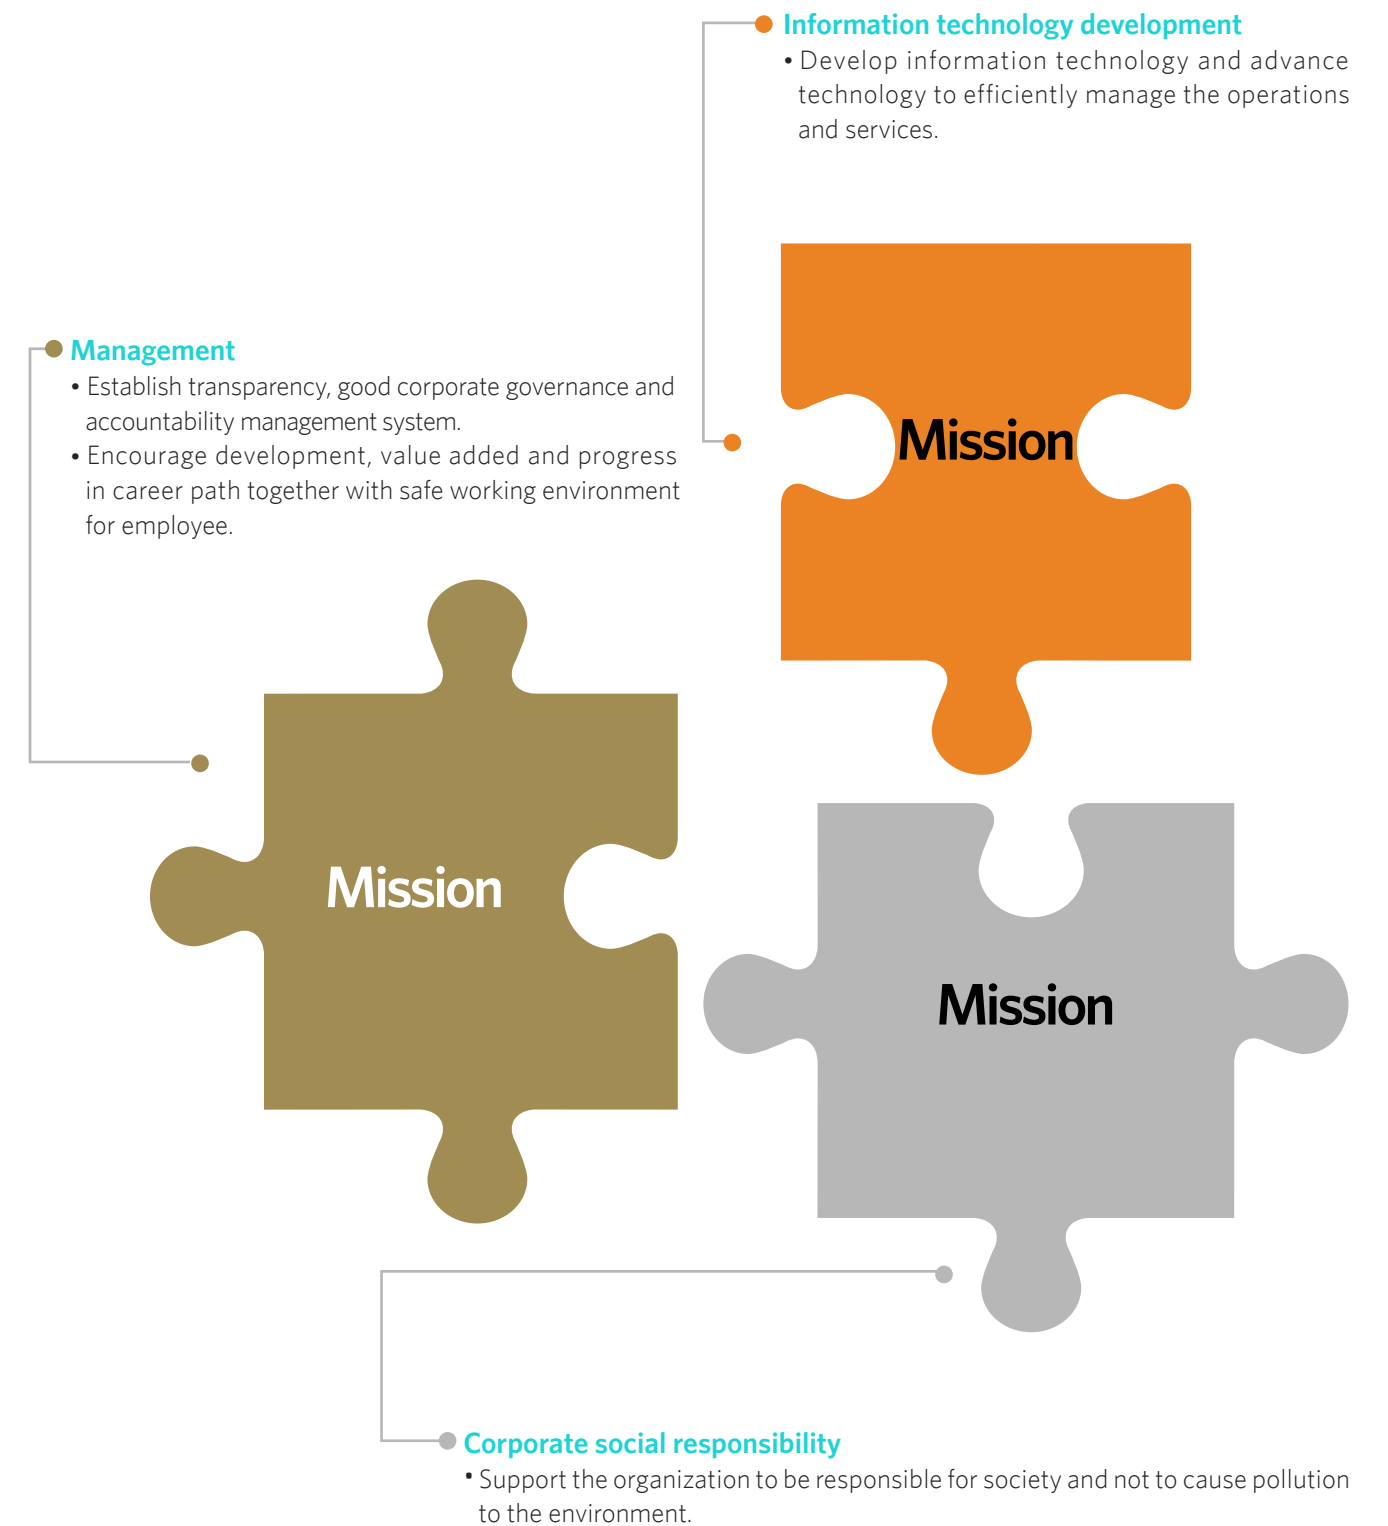 Information technology development
• Develop information technology and advance
technology to efficiently manage the operations
and services.
Management
• Establish transparency, good corporate governance and
accountability management system.
• Encourage development, value added and progress
in career path together with safe working environment
for employee.
Mission
Mission
Mission
Corporate social responsibility
• Support the organization to be responsible for society and not to cause pollution
to the environment.